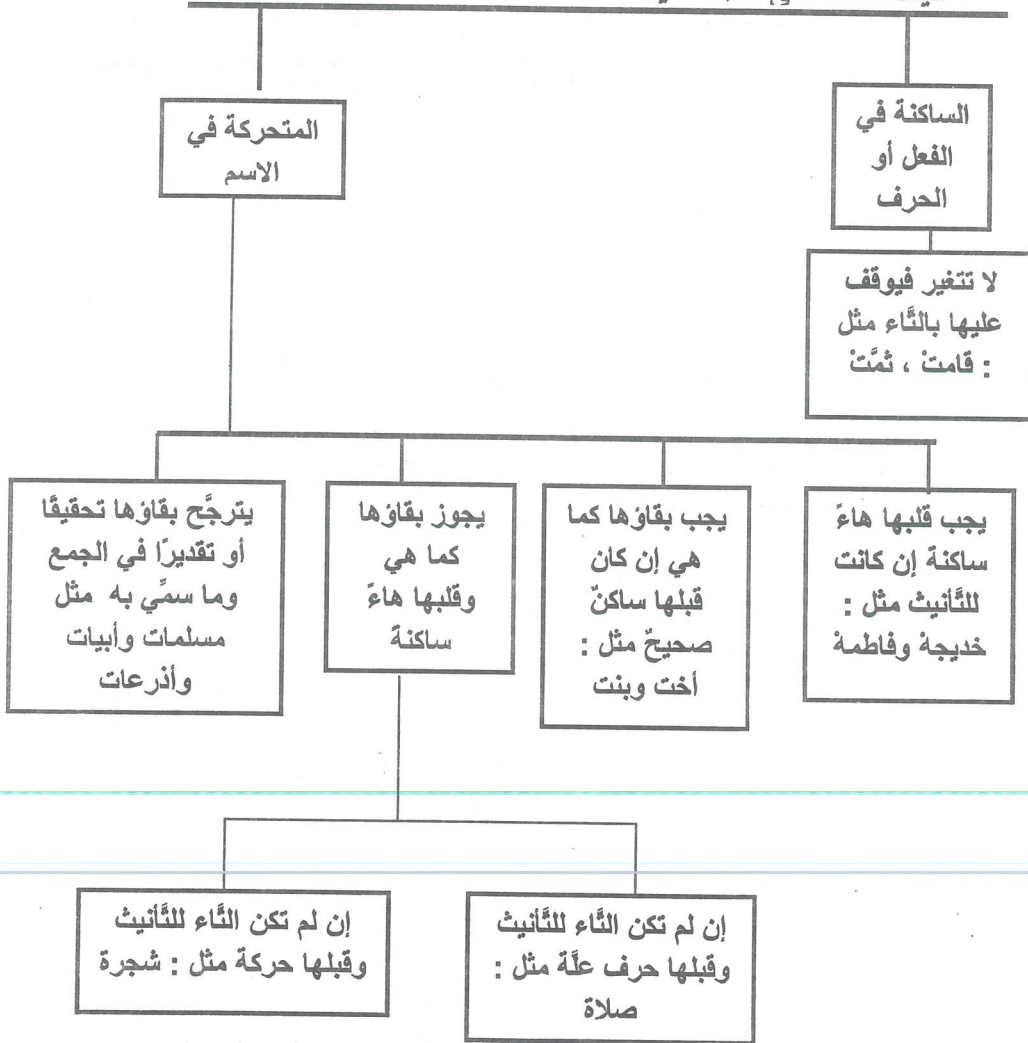 الساكنة في
الفعل أو
الحرف
المتحركة في
الاسم
لا تتغير فيوقف
عليها بالتَّاء مثل
: قامتْ ، ثمَّتْ
يجب قلبها هاءً
ساكنة إن كانت
للتَّأنيث مثل :
خديجهْ وفاطمهْ
يجب بقاؤها كما
هي إن كان
قبلها ساكنٌ
صحيحٌ مثل :
أخت وبنت
يجوز بقاؤها
كما هي
وقلبها هاءً
ساكنةً
يترجَّح بقاؤها تحقيقًا
أو تقديرًا في الجمع
وما سمِّي به مثل
مسلمات وأبيات
وأذرعات
إن لم تكن التَّاء للتَّأنيث
وقبلها حرف علَّة مثل :
صلاة
إن لم تكن التَّاء للتَّأنيث
وقبلها حركة مثل : شجرة